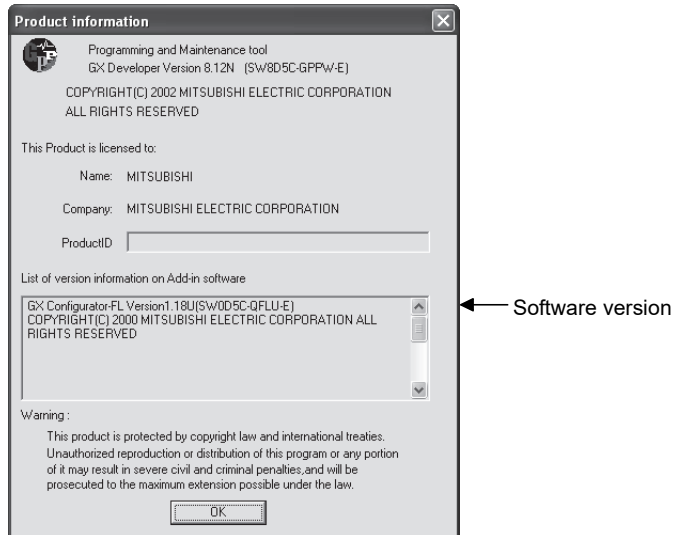 Product information
Programming and Maintenance tool
GX Developer Version 8.12N (SW8D5C-GPPW-E)
COPYRIGHT(C) 2002 MITSUBISHI ELECTRIC CORPORATION
ALL RIGHTS RESERVED
This Product is licensed to:
Name: MITSUBISHI
Company: MITSUBISHI ELECTRIC CORPORATION
ProductID
List of version information on Add-in software
GX Configurator-FL Version1.18U(SW0D5C-QFLU-E)
COPYRIGHT(C) 2000 MITSUBISHI ELECTRIC CORPORATION ALL
RIGHTS RESERVED
Software version
Warning :
This product is protected by copyright law and international treaties.
Unauthorized reproduction or distribution of this program or any portion
of it may result in severe civil and criminal penalties,and will be
prosecuted to the maximum extension possible under the law.
OK